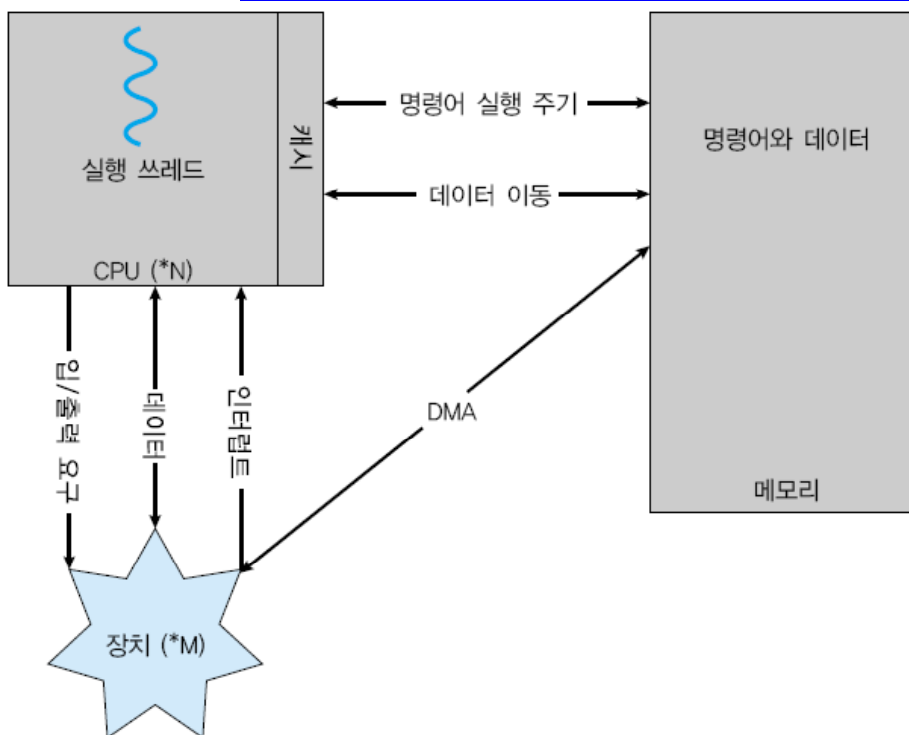 실행 쓰레드
캐시
CPU (*N)
명령어 실행 주기
데이터 이동
명령어와 데이터
메모리
DMA
입/출력 요구
데이터
인터럽트
장치 (*M)